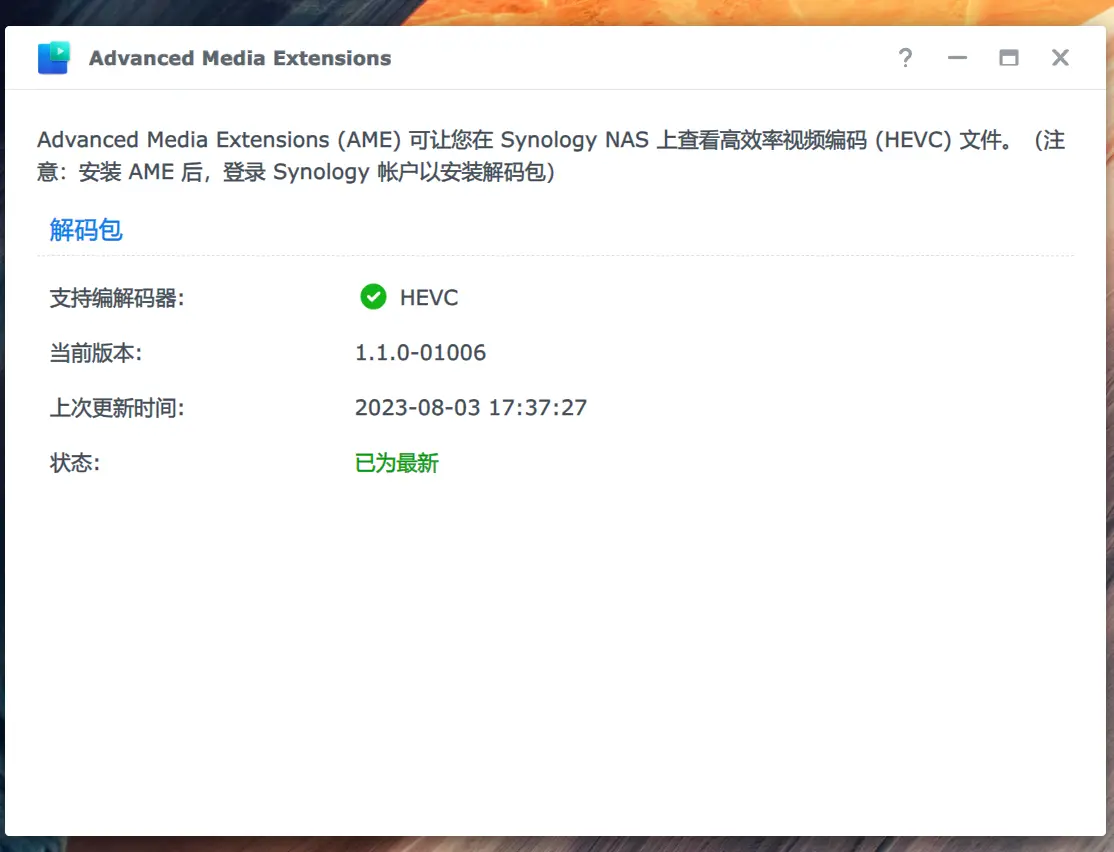 Advanced Media Extensions
Advanced Media Extensions (AME) 可让您在 Synology NAS 上查看高效率视频编码 (HEVC) 文件。（注
意：安装 AME 后，登录 Synology 帐户以安装解码包）
解码包
支持编解码器: HEVC
当前版本: 1.1.0-01006
上次更新时间: 2023-08-03 17:37:27
状态: 已为最新